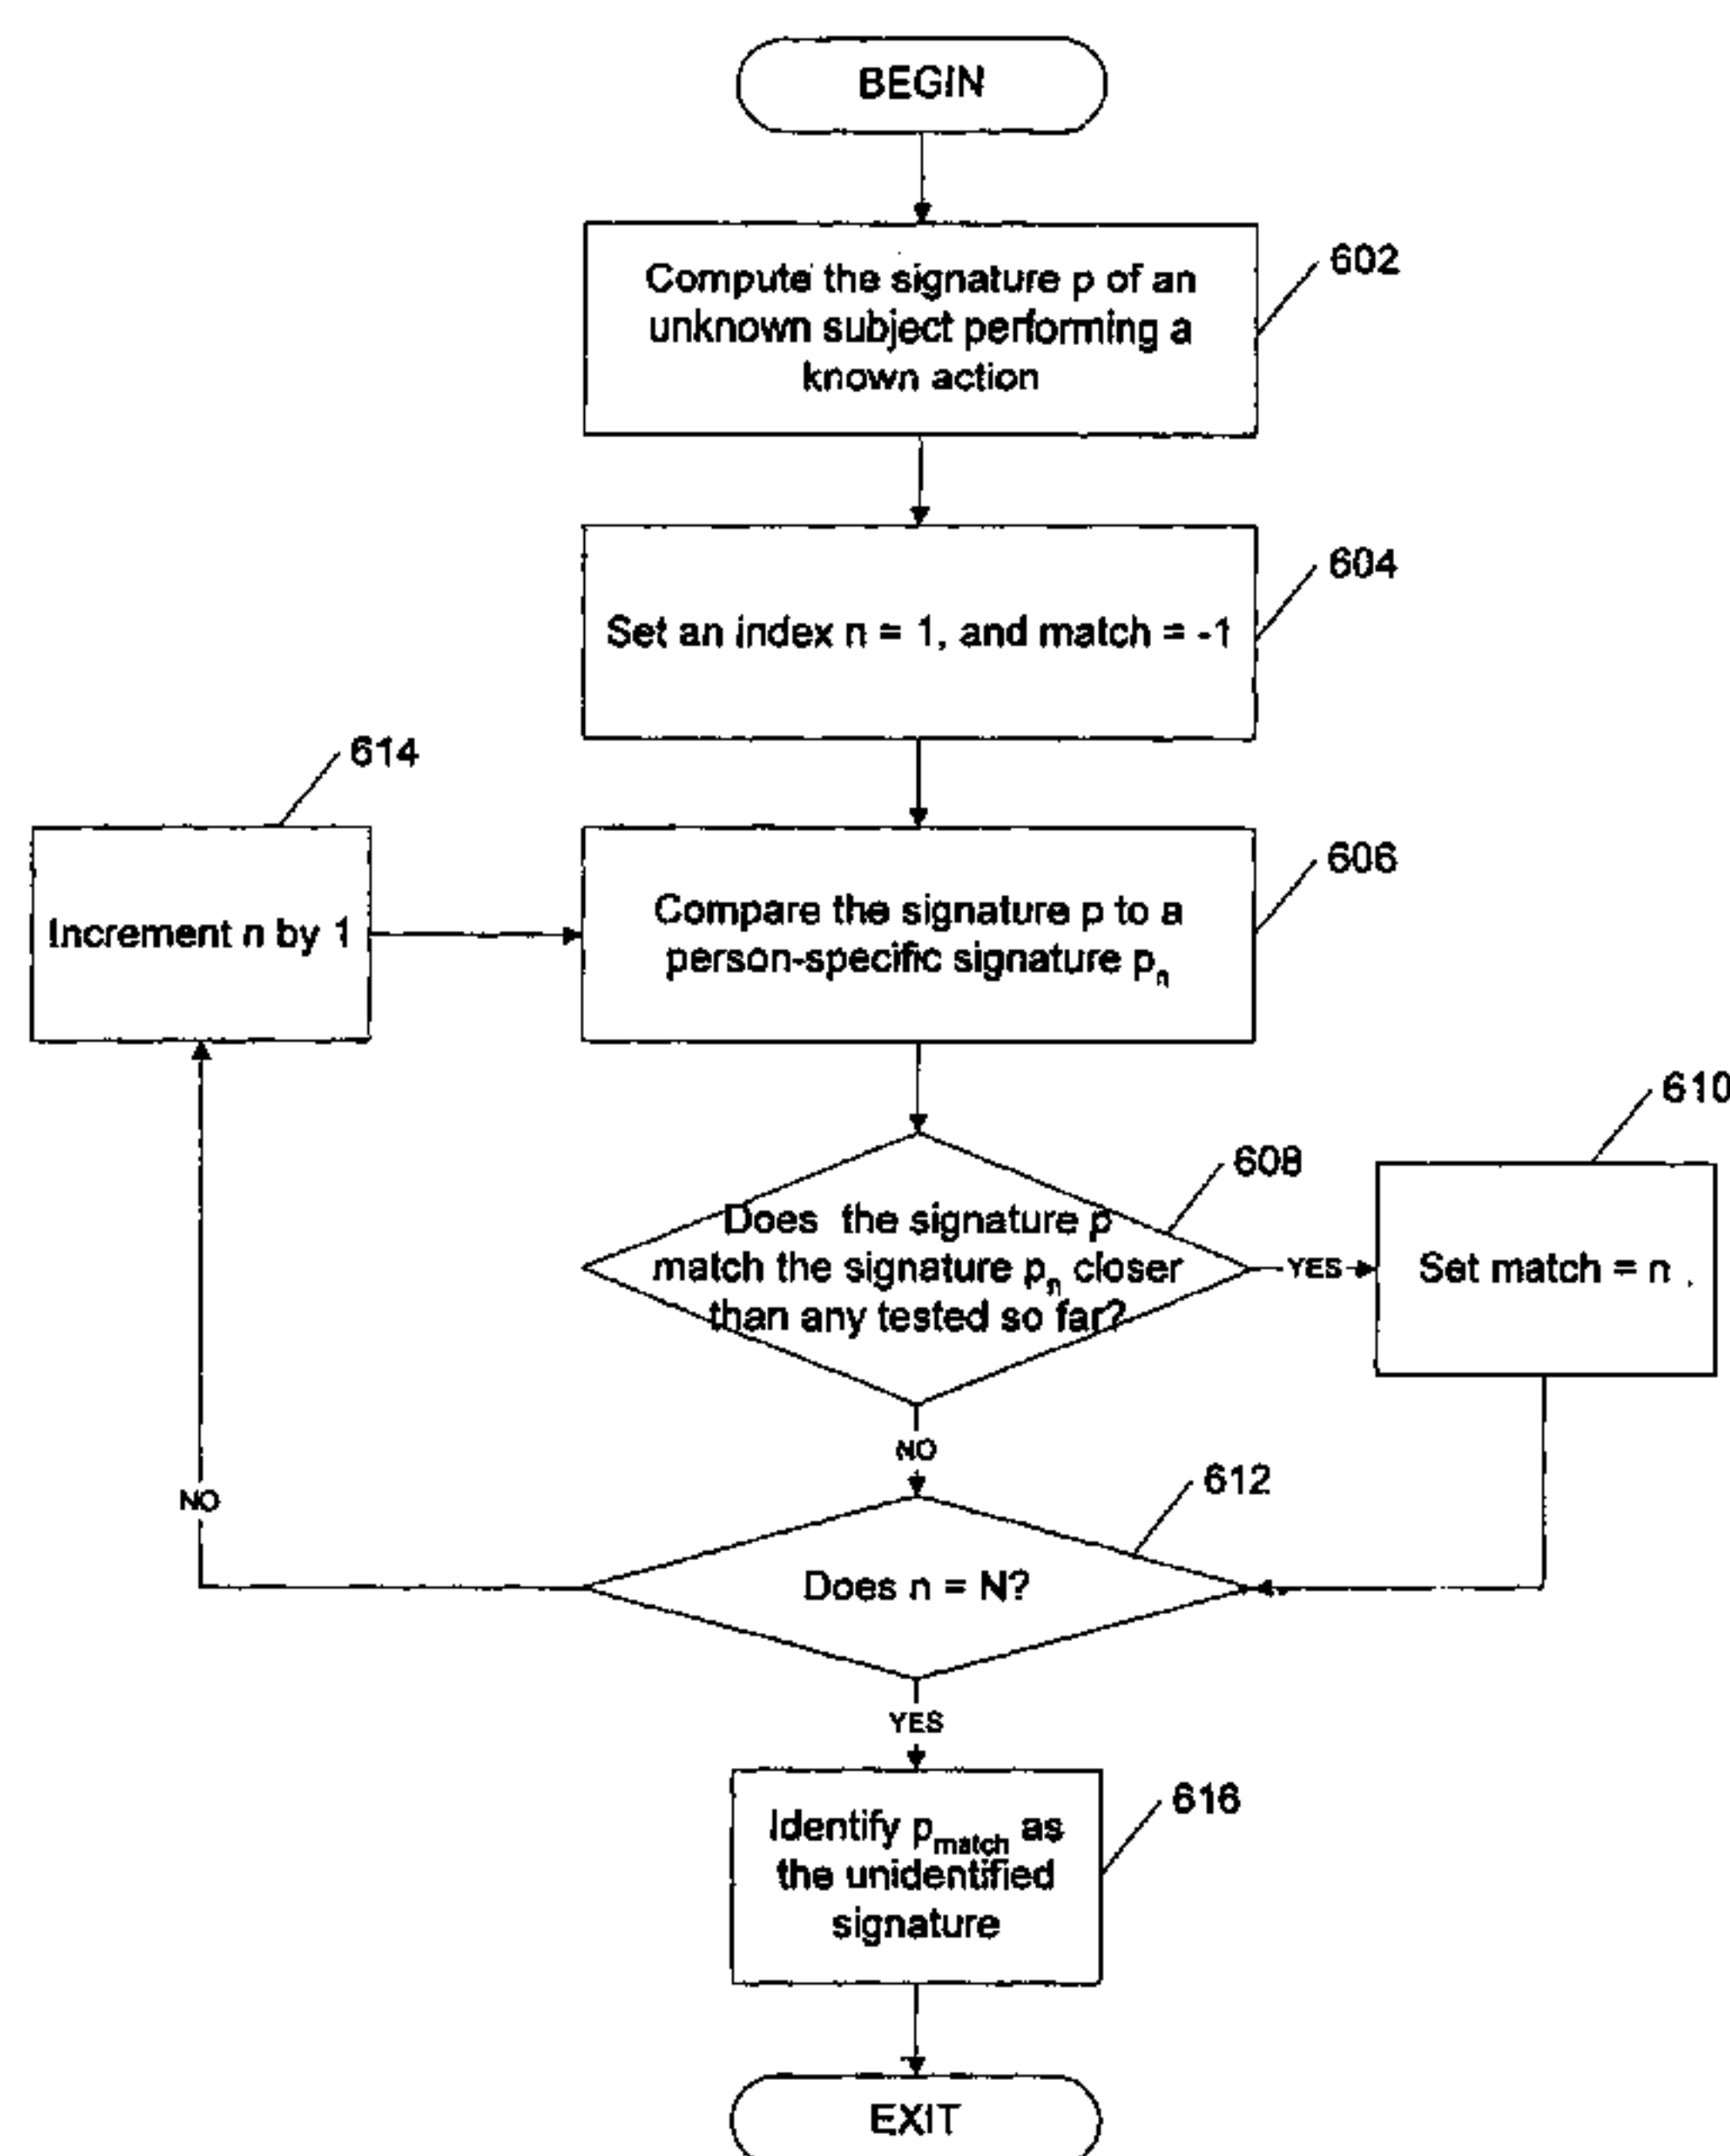 BEGIN
Compute the signature p of an
unknown subject performing a
known action
602
Set an index n = 1, and match = -1
604
614
Increment n by 1
Compare the signature p to a
person-specific signature pn
606
Does the signature p
match the signature pn closer
than any tested so far?
608
YES
610
Set match = n
NO
612
Does n = N?
NO
YES
Identify pmatch as
the unidentified
signature
616
EXIT